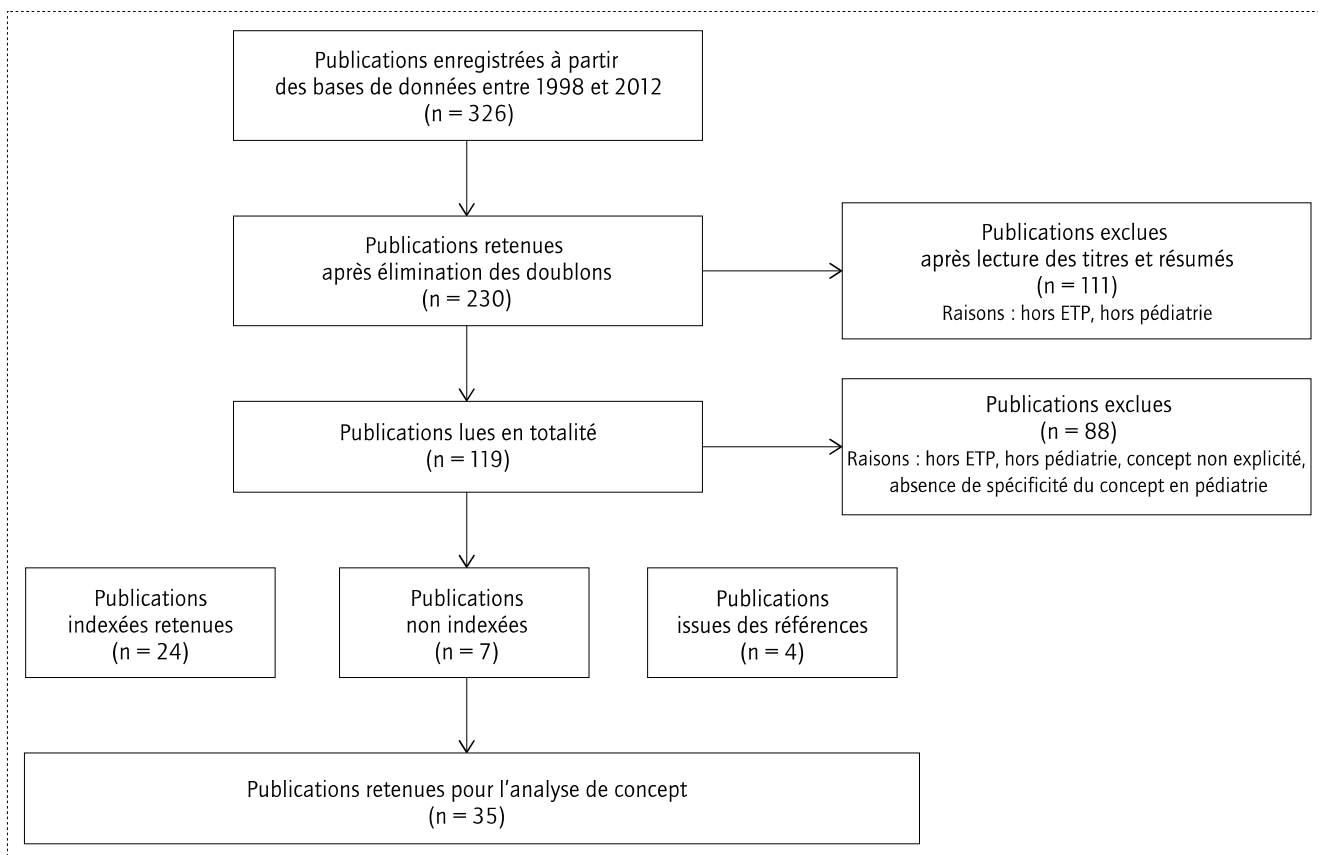 Publications enregistrées à partir
des bases de données entre 1998 et 2012
(n = 326)
Publications retenues
après élimination des doublons
(n = 230)
Publications exclues
après lecture des titres et résumés
(n = 111)
Raisons : hors ETP, hors pédiatrie
Publications lues en totalité
(n = 119)
Publications exclues
(n = 88)
Raisons : hors ETP, hors pédiatrie, concept non explicité,
absence de spécificité du concept en pédiatrie
Publications
indexées retenues
(n = 24)
Publications
non indexées
(n = 7)
Publications
issues des références
(n = 4)
Publications retenues pour l'analyse de concept
(n = 35)